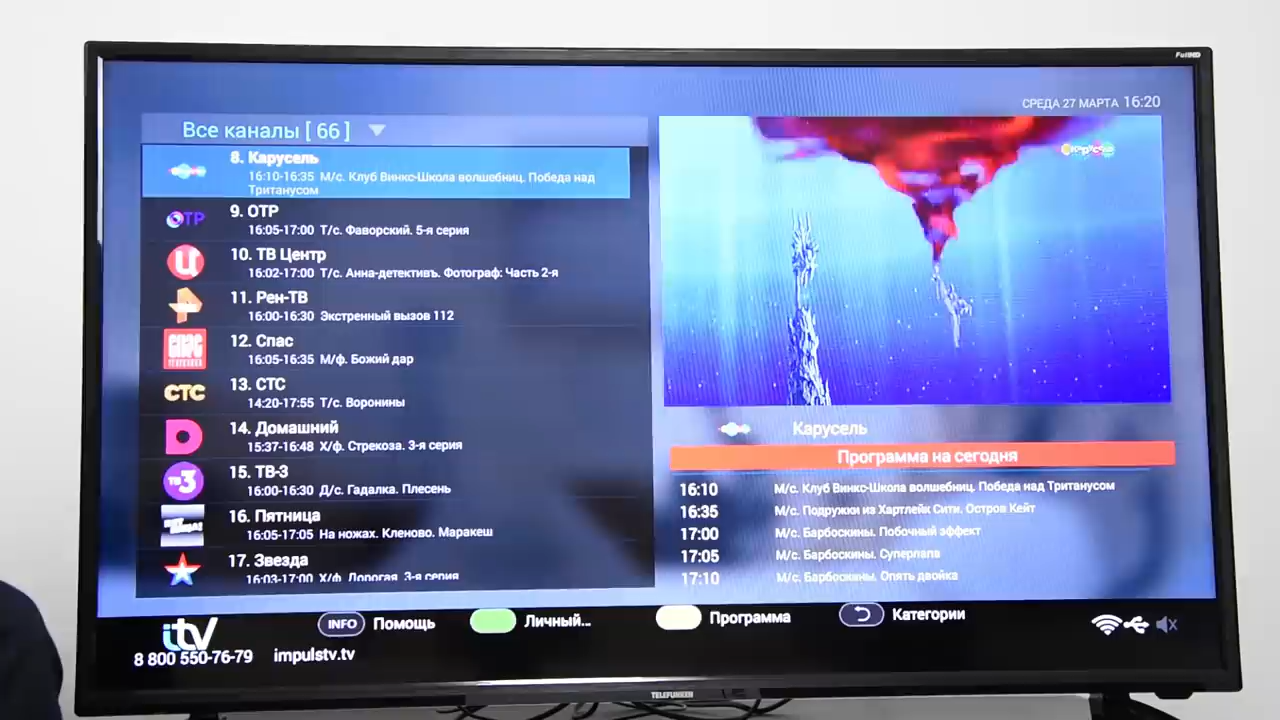 FullHD
СРЕДА 27 МАРТА 16:20
Все каналы [ 66 ]
8. Карусель
16:10-16:35 М/с. Клуб Винкс-Школа волшебниц. Победа над
Тританусом
ОТР
9. ОТР
16:05-17:00 Т/с. Фаворский. 5-я серия
10. ТВ Центр
16:02-17:00 Т/с. Анна-детективъ. Фотограф: Часть 2-я
11. Рен-ТВ
16:00-16:30 Экстренный вызов 112
СПАС
12. Спас
16:05-16:35 М/ф. Божий дар
СТС
13. СТС
14:20-17:55 Т/с. Воронины
14. Домашний
15:37-16:48 Х/ф. Стрекоза. 3-я серия
ТВ3
15. ТВ-3
16:00-16:30 Д/с. Гадалка. Плесень
16. Пятница
16:05-17:05 На ножах. Кленово. Маракеш
17. Звезда
16:03-17:00 Х/ф. Дорогая. 3-я серия
Карусель
Карусель
Программа на сегодня
16:10 М/с. Клуб Винкс-Школа волшебниц. Победа над Тританусом
16:35 М/с. Подружки из Хартлейк Сити. Остров Кейт
17:00 М/с. Барбоскины. Побочный эффект
17:05 М/с. Барбоскины. Суперлапа
17:10 М/с. Барбоскины. Опять двойка
INFO Помощь Личный... Программа Категории
itv
8 800 550-76-79 impulstv.tv
TELEFUNKEN